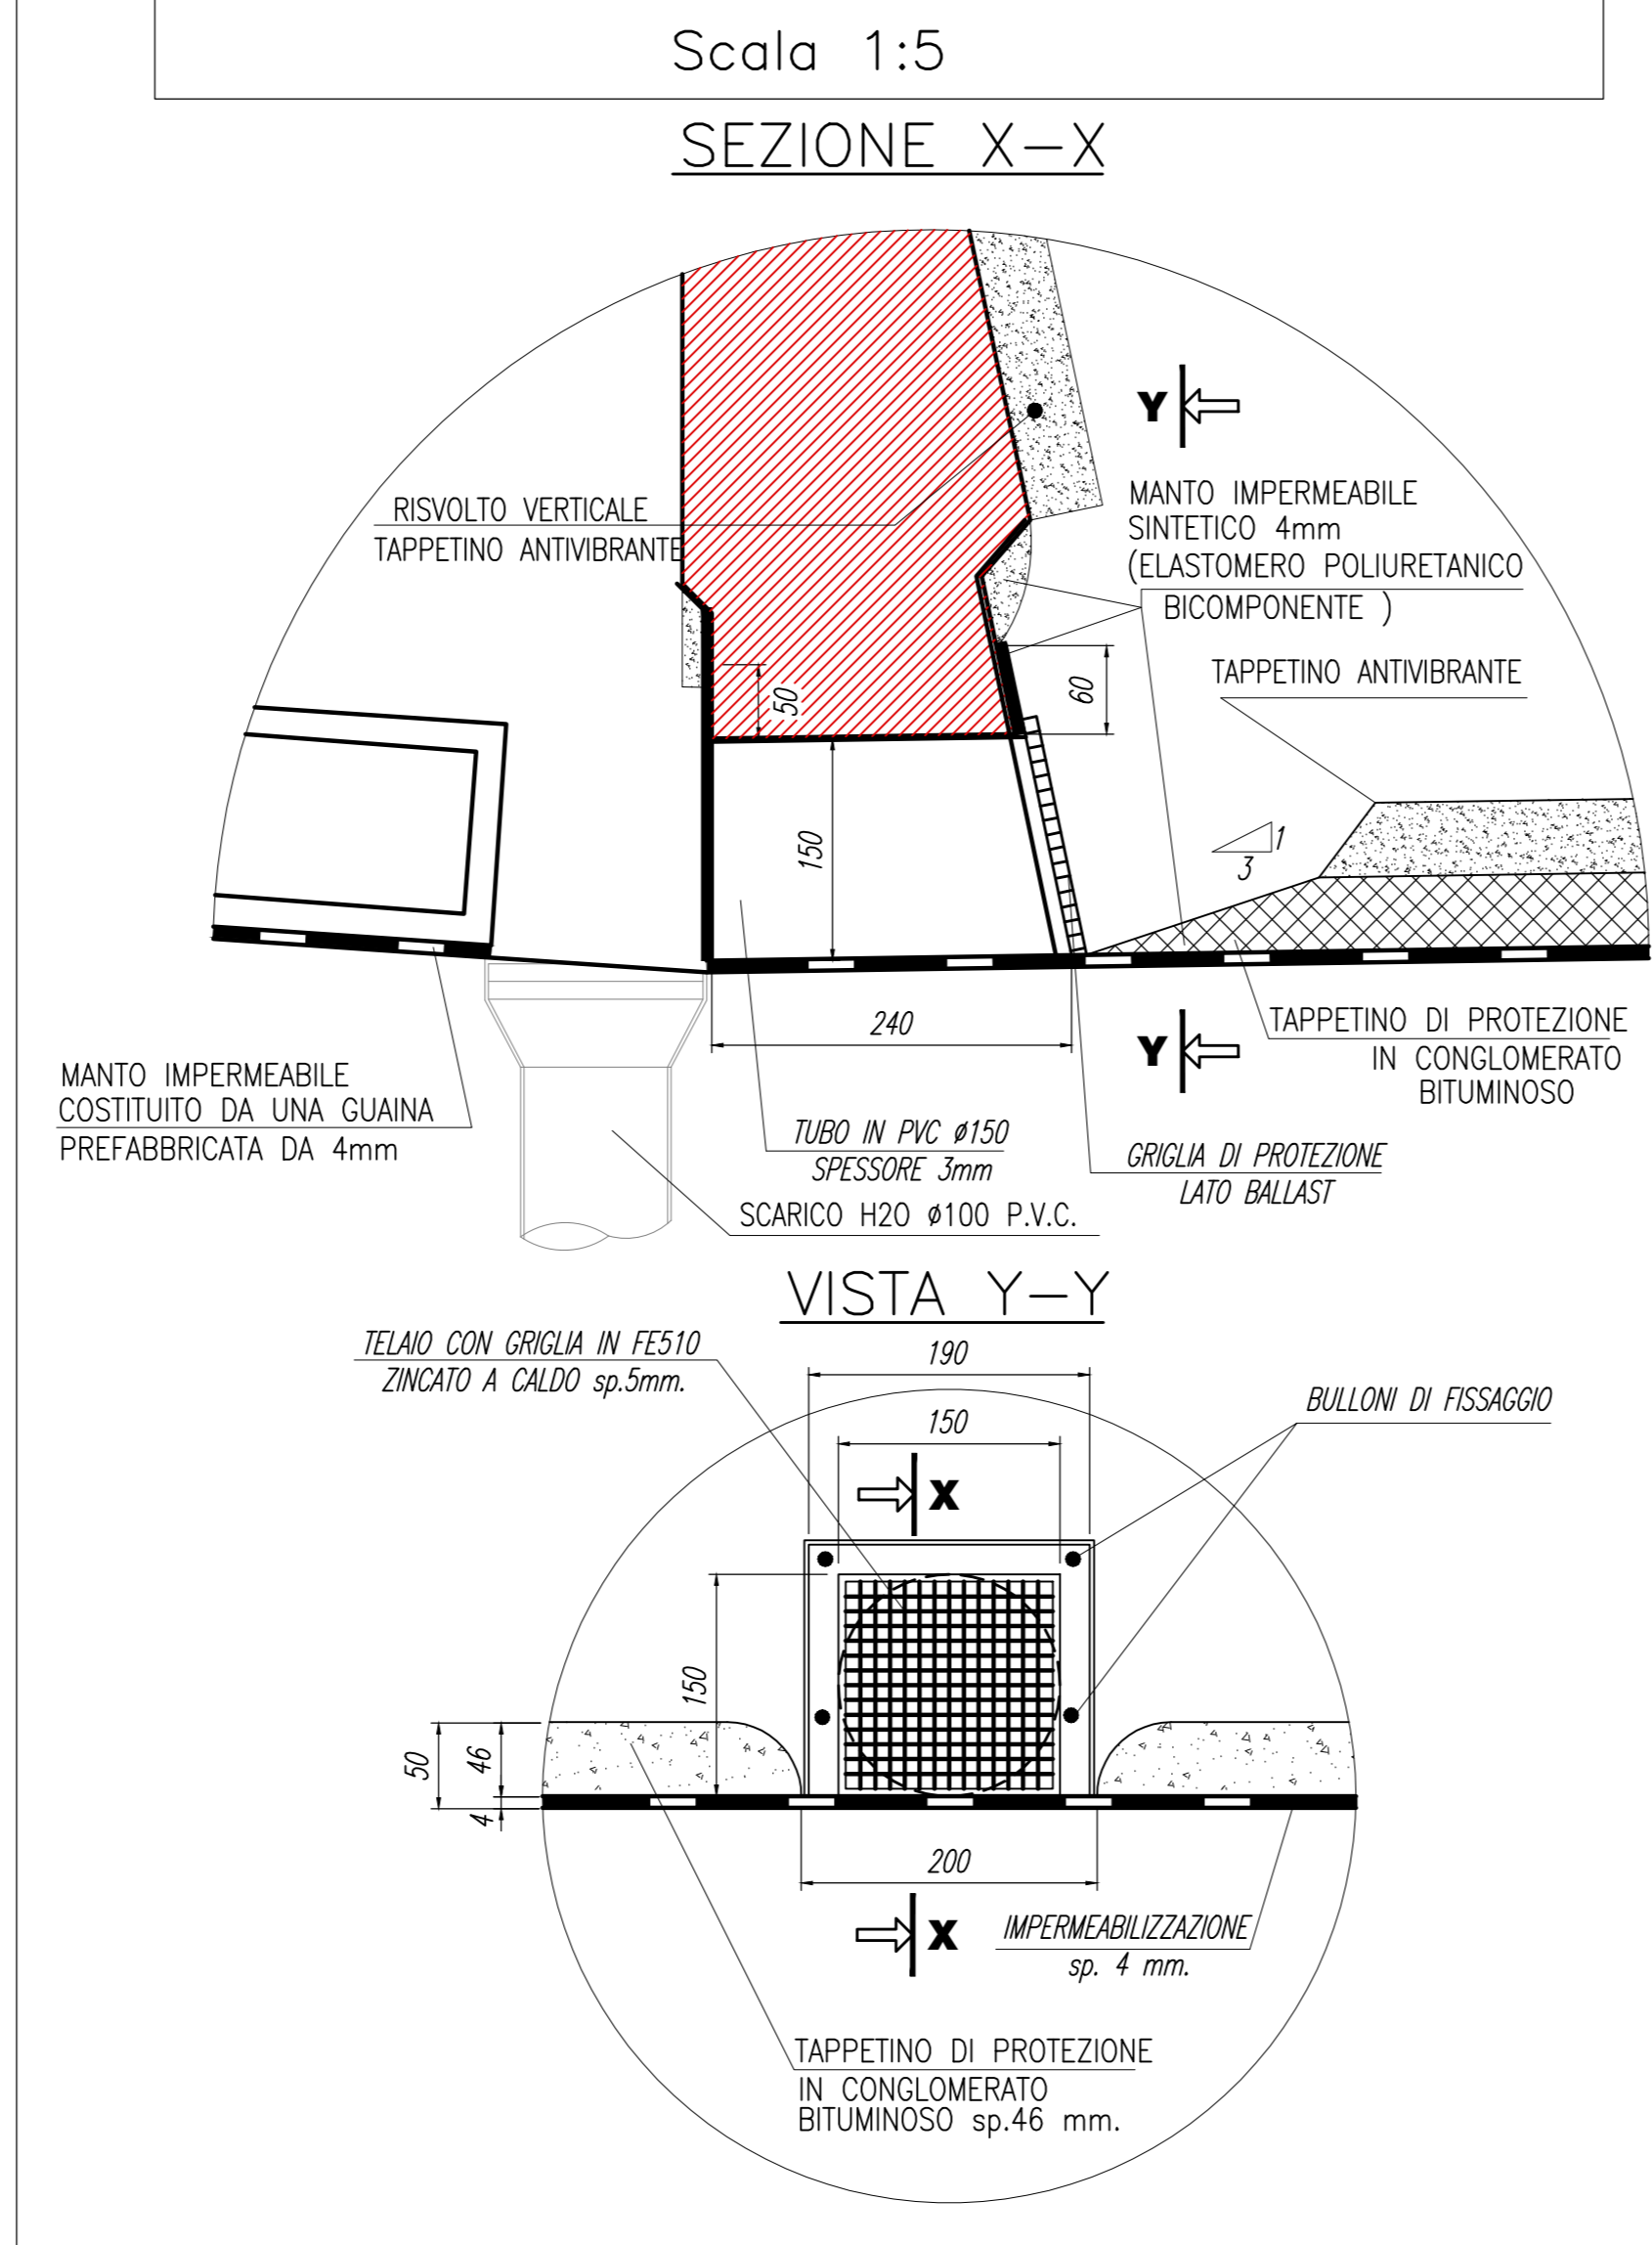 Scala 1:5
SEZIONE X-X
Y
RISVOLTO VERTICALE
TAPPETINO ANTIVIBRANTE
MANTO IMPERMEABILE
SINTETICO 4mm
(ELASTOMERO POLIURETANICO
BICOMPONENTE )
TAPPETINO ANTIVIBRANTE
50
60
150
1
3
240
Y
TAPPETINO DI PROTEZIONE
IN CONGLOMERATO
BITUMINOSO
MANTO IMPERMEABILE
COSTITUITO DA UNA GUAINA
PREFABBRICATA DA 4mm
TUBO IN PVC ø150
SPESSORE 3mm
GRIGLIA DI PROTEZIONE
LATO BALLAST
SCARICO H2O ø100 P.V.C.
VISTA Y-Y
TELAIO CON GRIGLIA IN FE510
ZINCATO A CALDO sp.5mm.
190
BULLONI DI FISSAGGIO
150
X
150
50
46
4
200
X
IMPERMEABILIZZAZIONE
sp. 4 mm.
TAPPETINO DI PROTEZIONE
IN CONGLOMERATO
BITUMINOSO sp.46 mm.